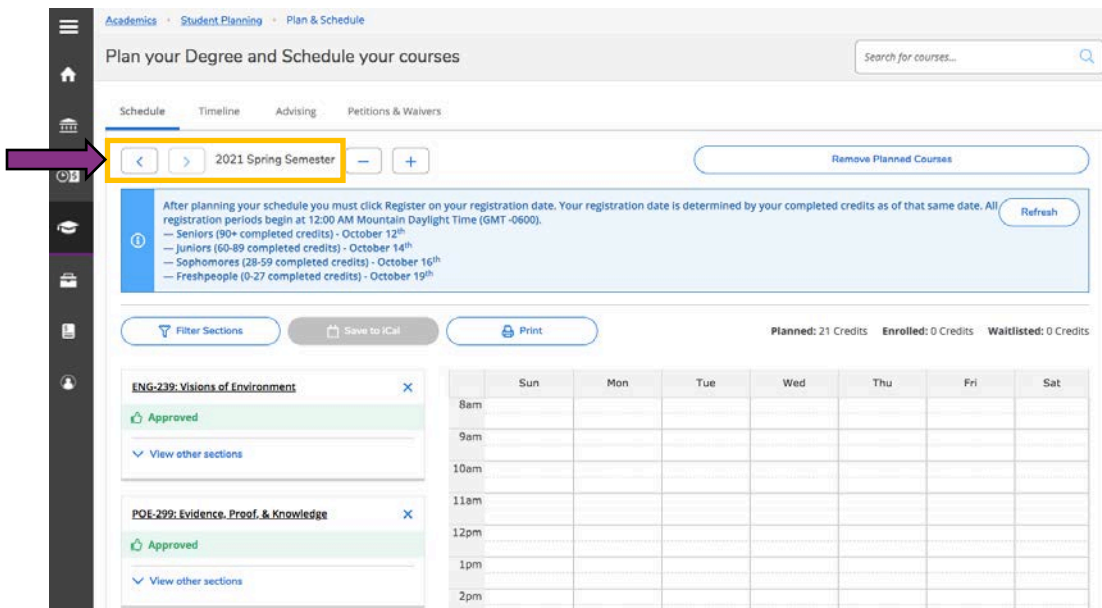 Academics
Student Planning
Plan & Schedule
Plan your Degree and Schedule your courses
Search for courses...
Schedule
Timeline
Advising
Petitions & Waivers
2021 Spring Semester
Remove Planned Courses
After planning your schedule you must click Register on your registration date. Your registration date is determined by your completed credits as of that same date. All
registration periods begin at 12:00 AM Mountain Daylight Time (GMT -0600).
— Seniors (90+ completed credits) - October 12th
— Juniors (60-89 completed credits) - October 14th
— Sophomores (28-59 completed credits) - October 16th
— Freshpeople (0-27 completed credits) - October 19th
Refresh
Filter Sections
Save to iCal
Print
Planned: 21 Credits Enrolled: 0 Credits Waitlisted: 0 Credits
ENG-239: Visions of Environment
Approved
View other sections
POE-299: Evidence, Proof, & Knowledge
Approved
View other sections
Sun Mon Tue Wed Thu Fri Sat
8am
9am
10am
11am
12pm
1pm
2pm